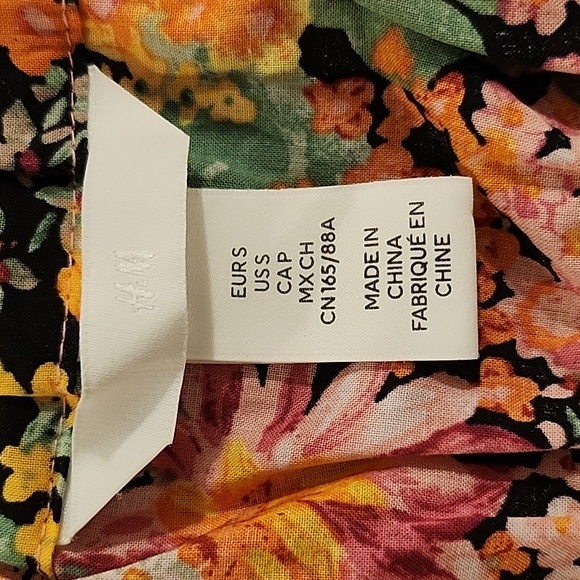 H&M
EUR S
US S
CA P
MX CH
CN 165/88A
MADE IN
CHINA
FABRIQUÉ EN
CHINE